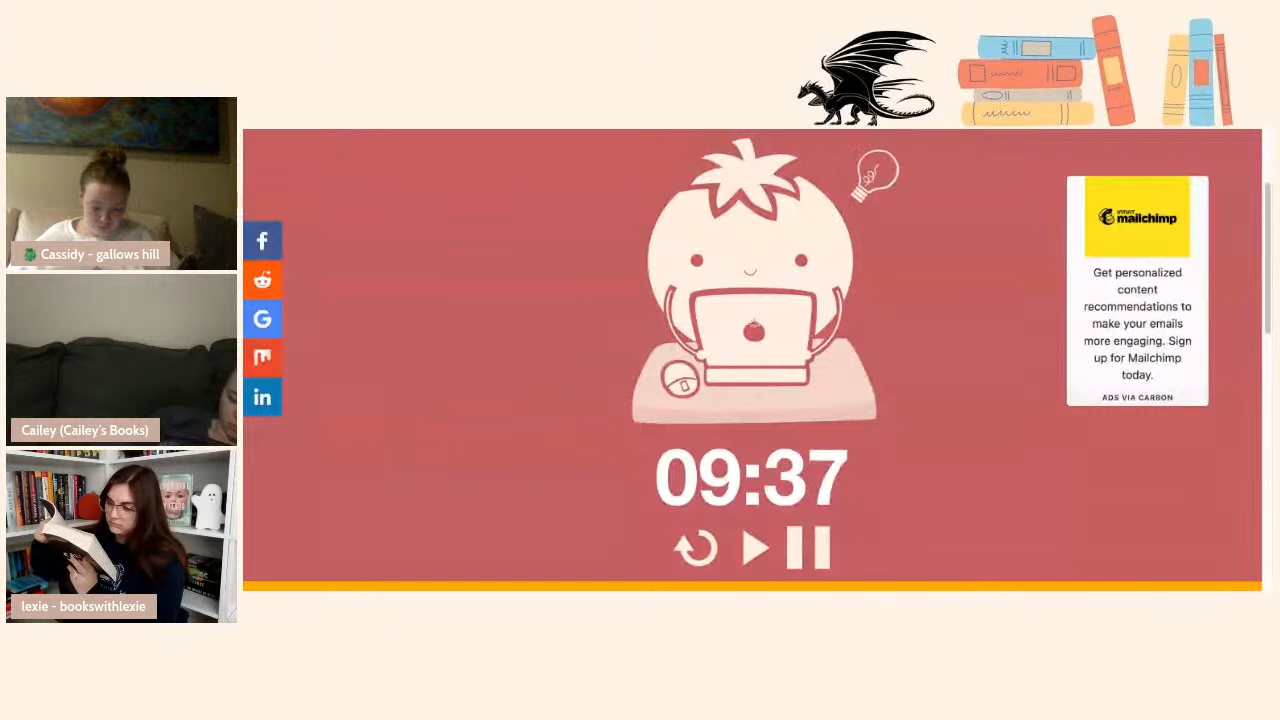 Cassidy - gallows hill
Cailey (Cailey's Books)
lexie - bookswithlexie
INTUIT
mailchimp
Get personalized
content
recommendations to
make your emails
more engaging. Sign
up for Mailchimp
today.
ADS VIA CARBON
09:37